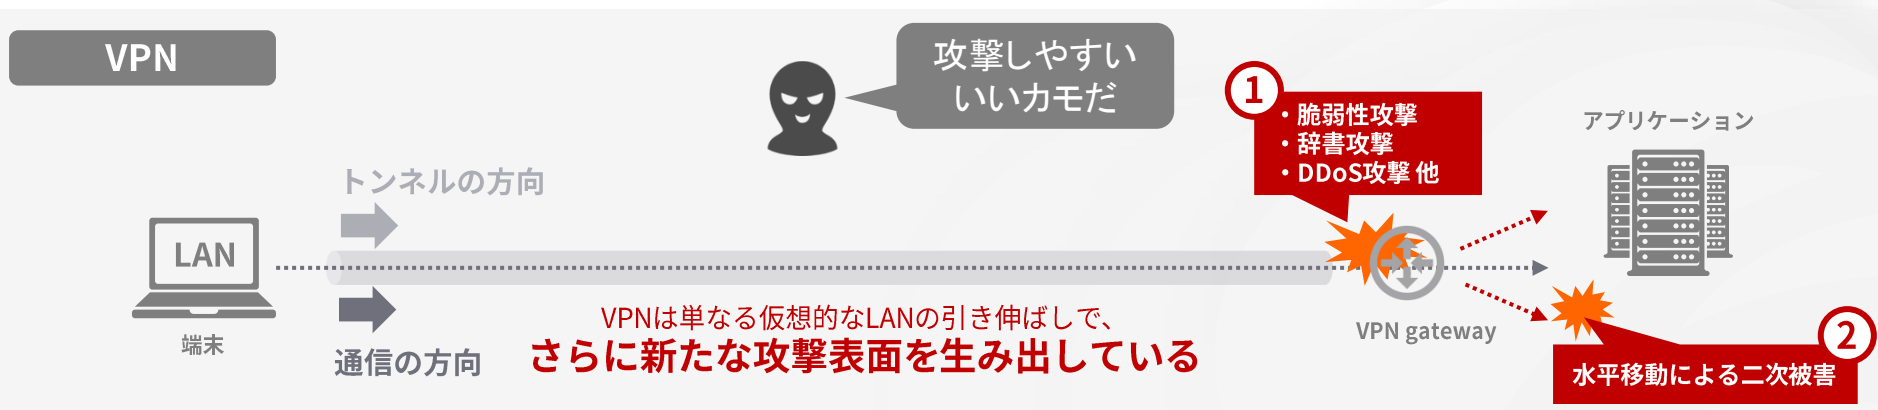 VPN
攻撃しやすい
いいカモだ
1
・脆弱性攻撃
・辞書攻撃
・DDoS攻撃 他
アプリケーション
トンネルの方向
LAN
端末
通信の方向
VPNは単なる仮想的なLANの引き伸ばしで、
さらに新たな攻撃表面を生み出している
VPN gateway
2
水平移動による二次被害